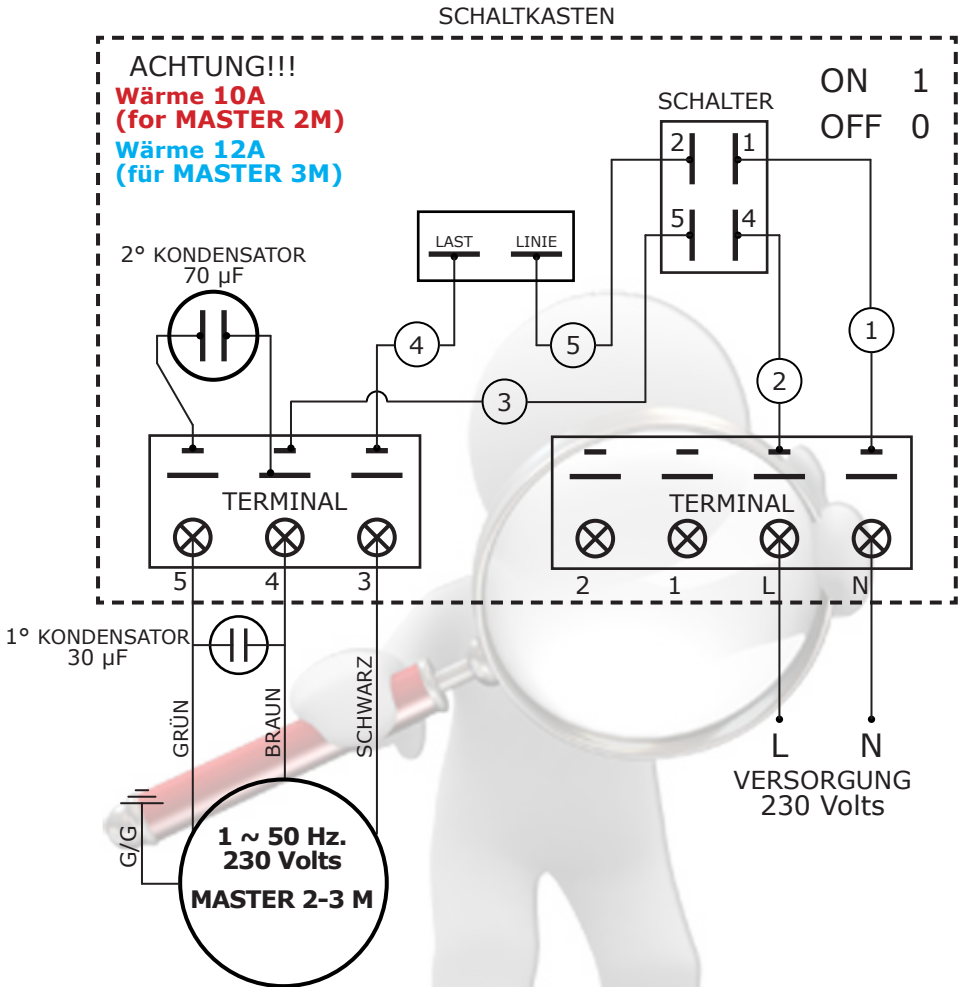 SCHALTKASTEN
ACHTUNG!!!
Wärme 10A
(for MASTER 2M)
Wärme 12A
(für MASTER 3M)
ON 1
OFF 0
SCHALTER
2 1
5 4
LAST LINIE
2° KONDENSATOR
70 µF
4
5
1
2
3
TERMINAL
TERMINAL
5 4 3
2 1 L N
1° KONDENSATOR
30 µF
GRÜN
BRAUN
SCHWARZ
L N
VERSORGUNG
230 Volts
G/G
1 ~ 50 Hz.
230 Volts
MASTER 2-3 M